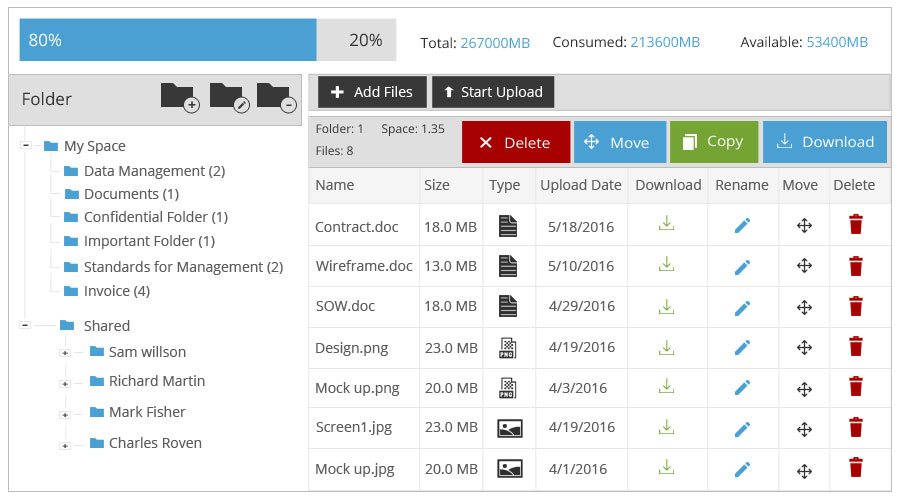 80% 20% Total: 267000MB Consumed: 213600MB Available: 53400MB
Folder
My Space
Data Management (2)
Documents (1)
Confidential Folder (1)
Important Folder (1)
Standards for Management (2)
Invoice (4)
Shared
Sam willson
Richard Martin
Mark Fisher
Charles Roven
Add Files Start Upload
Folder: 1 Space: 1.35
Files: 8
Delete Move Copy Download
Name Size Type Upload Date Download Rename Move Delete
Contract.doc 18.0 MB 5/18/2016
Wireframe.doc 13.0 MB 5/10/2016
SOW.doc 18.0 MB 4/29/2016
Design.png 23.0 MB PNG 4/19/2016
Mock up.png 20.0 MB PNG 4/3/2016
Screen1.jpg 23.0 MB 4/19/2016
Mock up.jpg 20.0 MB 4/1/2016